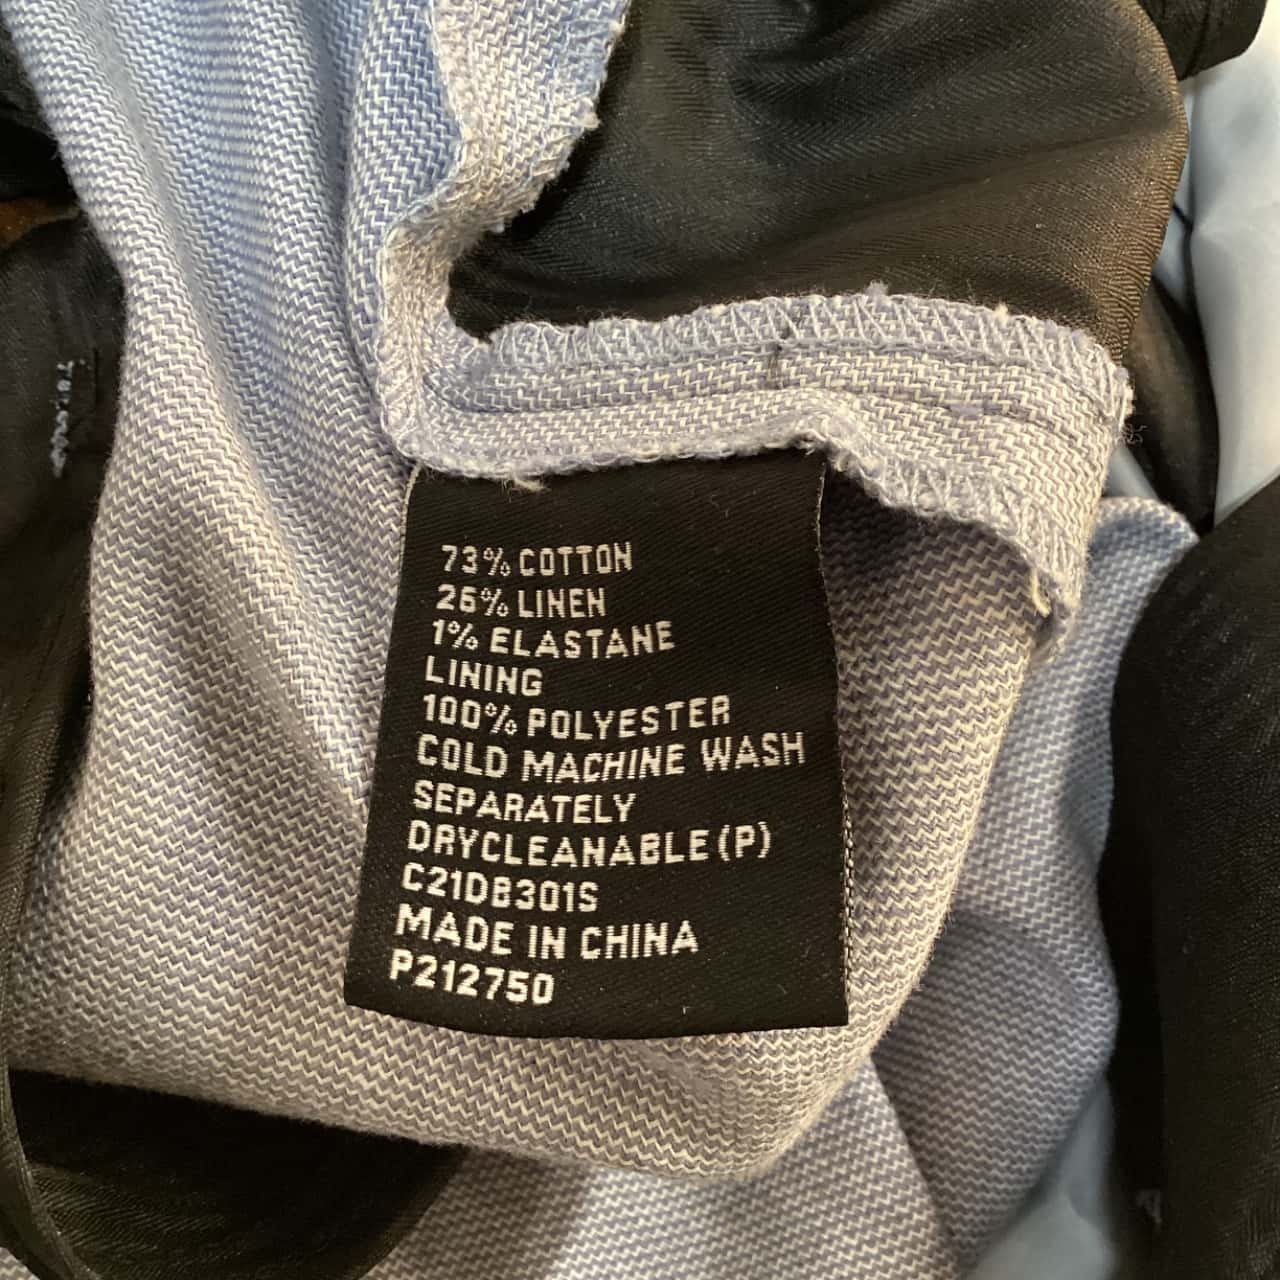 73% COTTON
26% LINEN
1% ELASTANE
LINING
100% POLYESTER
COLD MACHINE WASH
SEPARATELY
DRYCLEANABLE(P)
C21DB301S
MADE IN CHINA
P212750